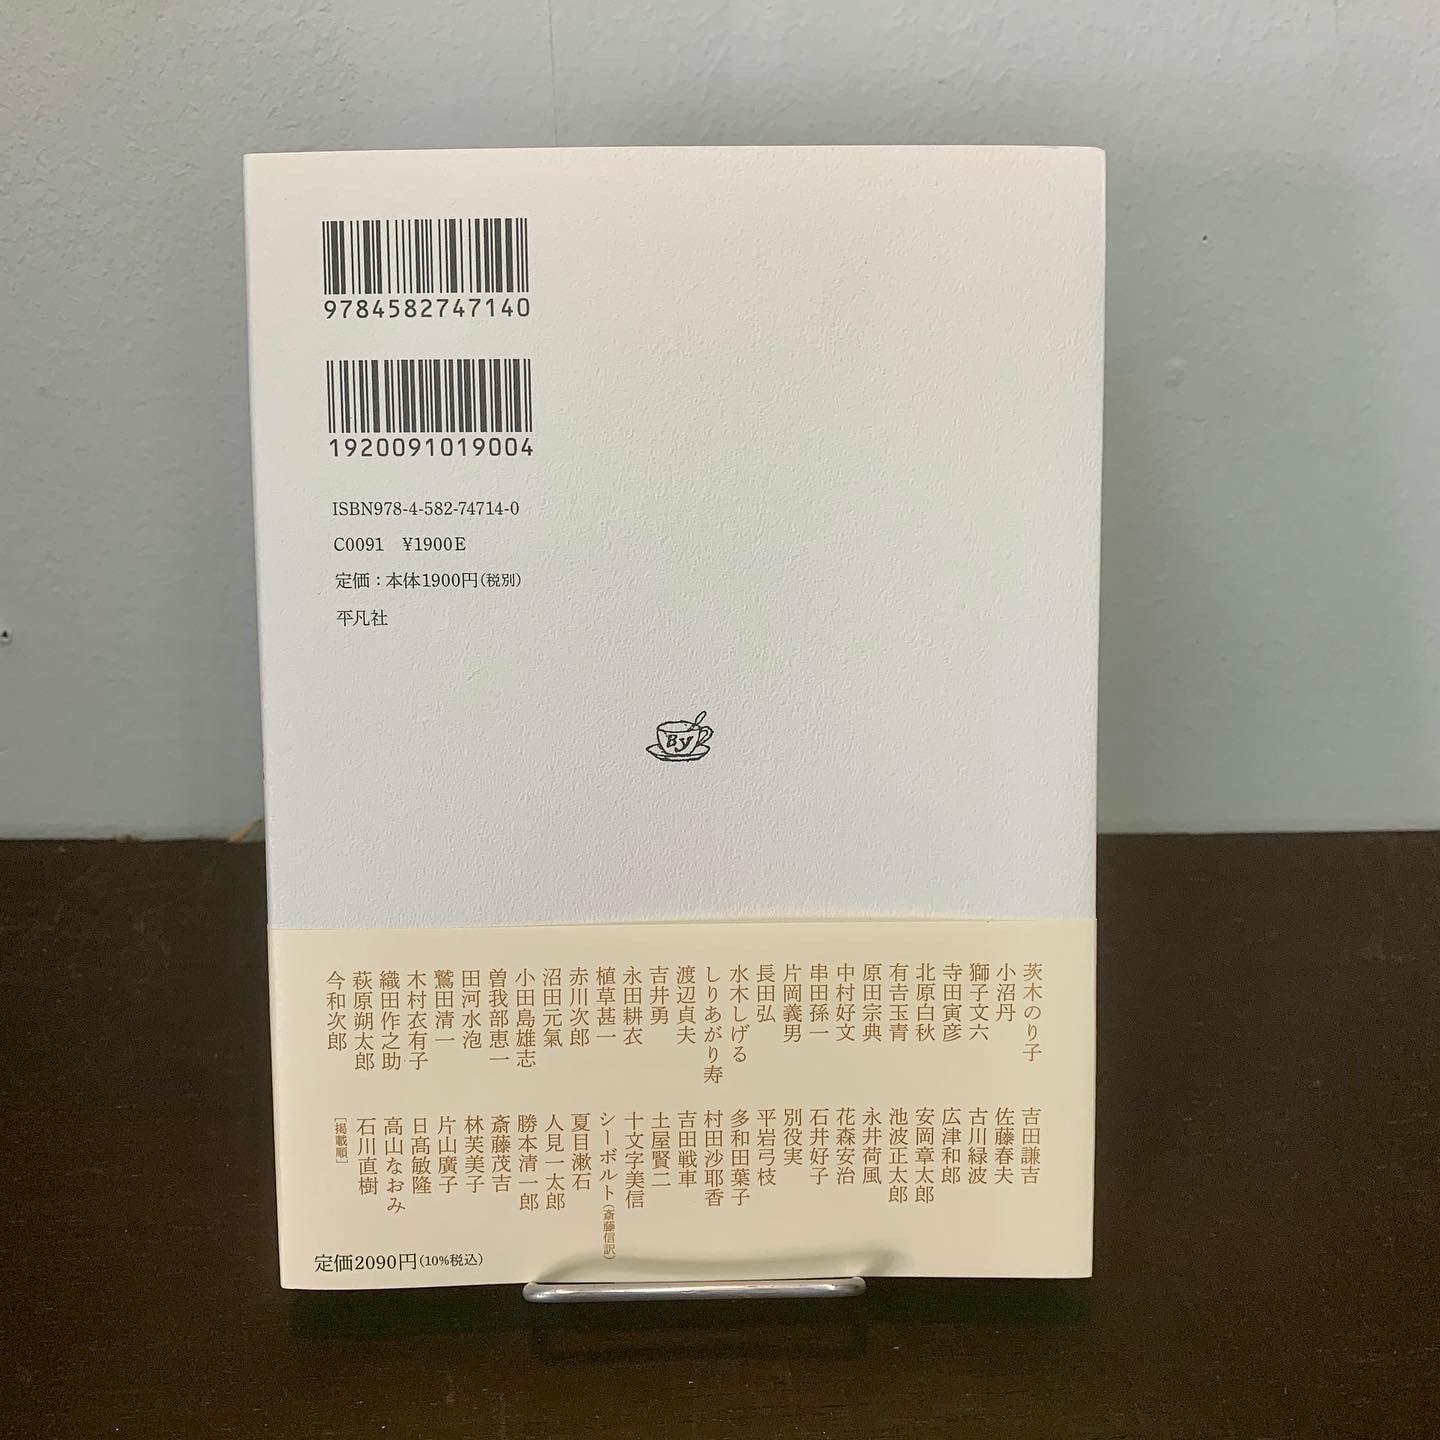 9784582747140
1920091019004
ISBN978-4-582-74714-0
C0091 ¥1900E
定価：本体1900円(税別)
平凡社
By
茨木のり子
小沼丹
獅子文六
寺田寅彦
北原白秋
有吉玉青
原田宗典
中村好文
串田孫一
片岡義男
長田弘
水木しげる
しりあがり寿
渡辺貞夫
吉井勇
永田耕衣
植草甚一
赤川次郎
沼田元氣
小田島雄志
曽我部恵一
田河水泡
鷲田清一
木村衣有子
織田作之助
萩原朔太郎
今和次郎
吉田謙吉
佐藤春夫
古川緑波
広津和郎
安岡章太郎
池波正太郎
永井荷風
花森安治
石井好子
別役実
平岩弓枝
多和田葉子
村田沙耶香
吉田戦車
土屋賢二
十文字美信
シーボルト(斎藤信訳)
夏目漱石
人見一太郎
勝本清一郎
斎藤茂吉
林芙美子
片山廣子
日髙敏隆
高山なおみ
石川直樹
［掲載順］
定価2090円(10%税込)